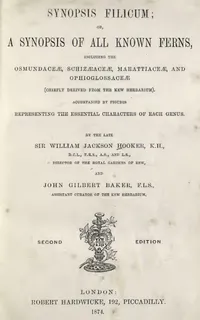 SYNOPSIS FILICUM;
OR,
A SYNOPSIS OF ALL KNOWN FERNS,
INCLUDING THE
OSMUNDACEÆ, SCHIZÆACEÆ, MARATTIACEÆ, AND
OPHIOGLOSSACEÆ
(CHIEFLY DERIVED FROM THE KEW HERBARIUM).
ACCOMPANIED BY FIGURES
REPRESENTING THE ESSENTIAL CHARACTERS OF EACH GENUS.
BY THE LATE
SIR WILLIAM JACKSON HOOKER, K.H.,
D.C.L., F.R.A., A.S., AND L.S.,
DIRECTOR OF THE ROYAL GARDENS OF KEW,
AND
JOHN GILBERT BAKER, F.L.S.,
ASSISTANT CURATOR OF THE KEW HERBARIUM.
SECOND EDITION
LONDON:
ROBERT HARDWICKE, 192, PICCADILLY.
1874.